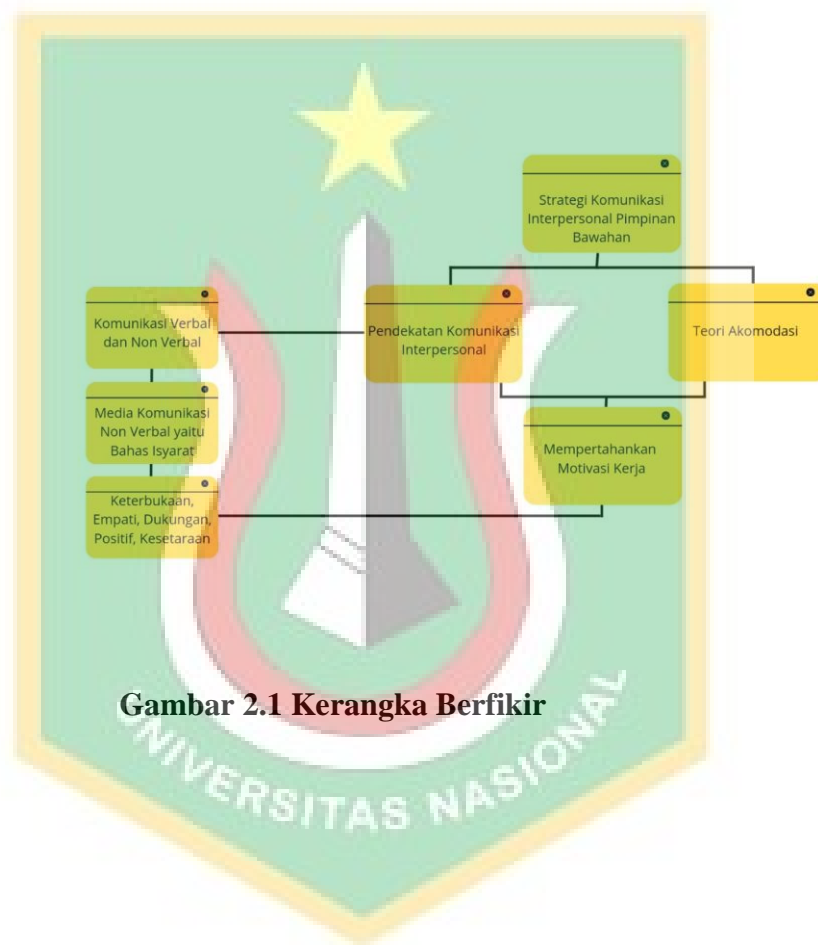 Strategi Komunikasi
Interpersonal Pimpinan
Bawahan
Komunikasi Verbal
dan Non Verbal
Pendekatan Komunikasi
Interpersonal
Teori Akomodasi
Media Komunikasi
Non Verbal yaitu
Bahas Isyarat
Mempertahankan
Motivasi Kerja
Keterbukaan,
Empati, Dukungan,
Positif, Kesetaraan
Gambar 2.1 Kerangka Berfikir
UNIVERSITAS NASIONAL